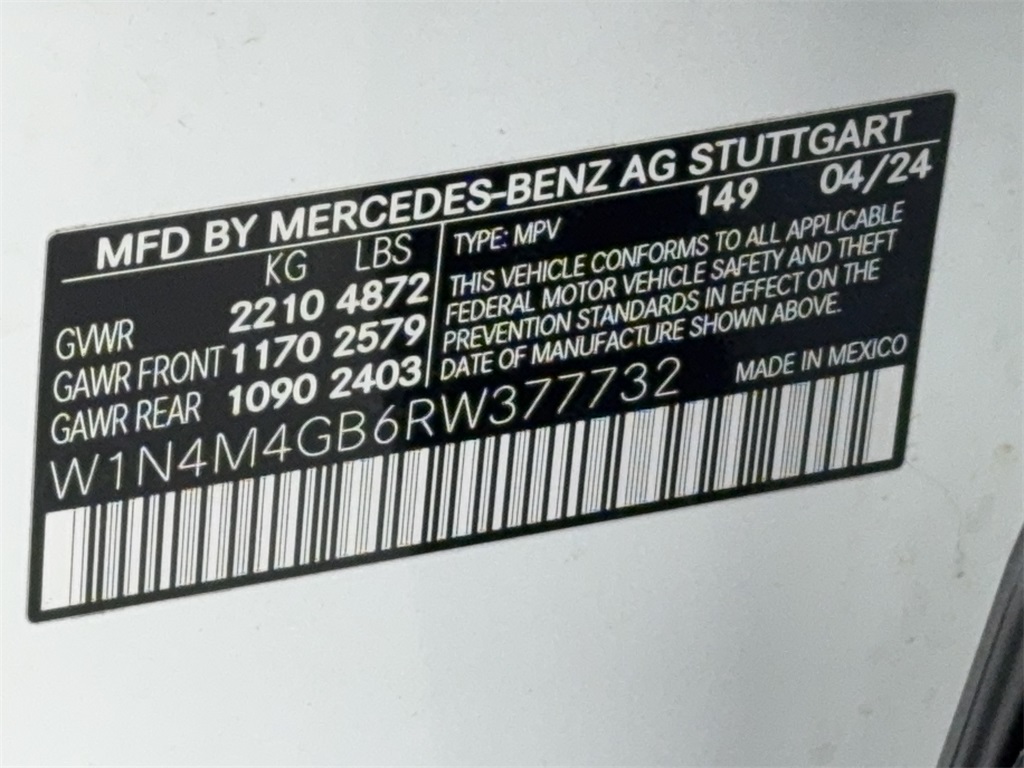 MFD BY MERCEDES-BENZ AG STUTTGART
149 04/24
KG LBS
GVWR 2210 4872
GAWR FRONT 1170 2579
GAWR REAR 1090 2403
TYPE: MPV
THIS VEHICLE CONFORMS TO ALL APPLICABLE
FEDERAL MOTOR VEHICLE SAFETY AND THEFT
PREVENTION STANDARDS IN EFFECT ON THE
DATE OF MANUFACTURE SHOWN ABOVE.
W1N4M4GB6RW377732
MADE IN MEXICO